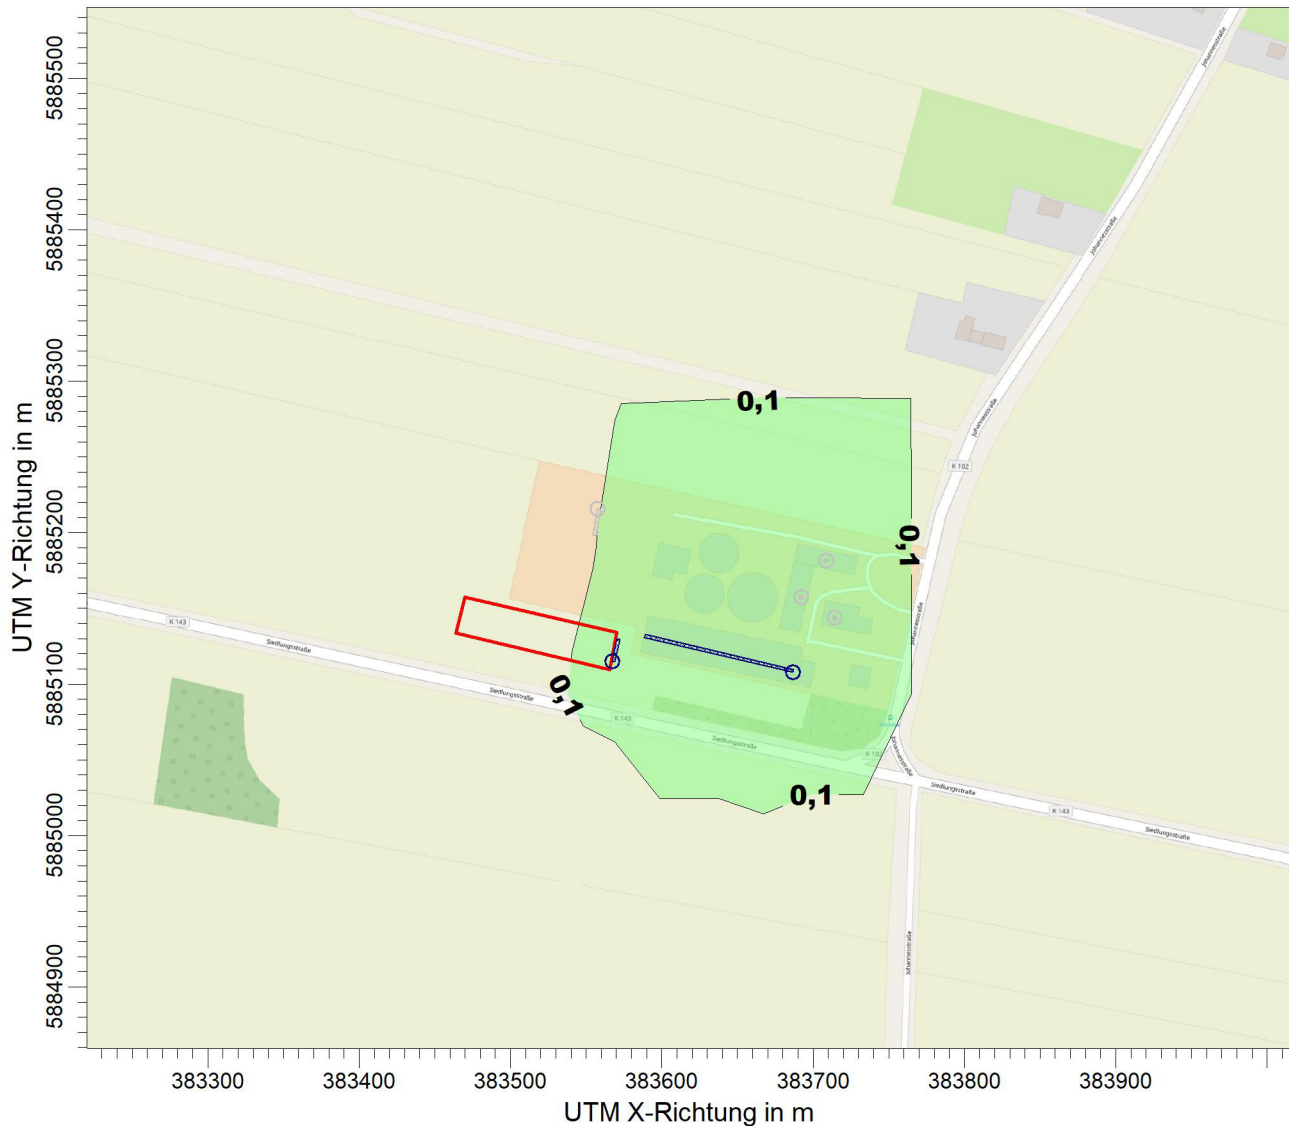 Johannesstraße
5885500
Johannesstraße
5885400
5885300
0,1
Johannesstraße
K 102
5885200
0,1
UTM Y-Richtung in m
K 143
Siedlungsstraße
Johannesstraße
5885100
Siedlungsstraße
0,1
K 143
Siedlungsstraße
K 102
Johannesstraße
0,1
Siedlungsstraße
K 143
Siedlungsstraße
5885000
Johannesstraße
5884900
383300
383400
383500
383600
383700
383800
383900
UTM X-Richtung in m